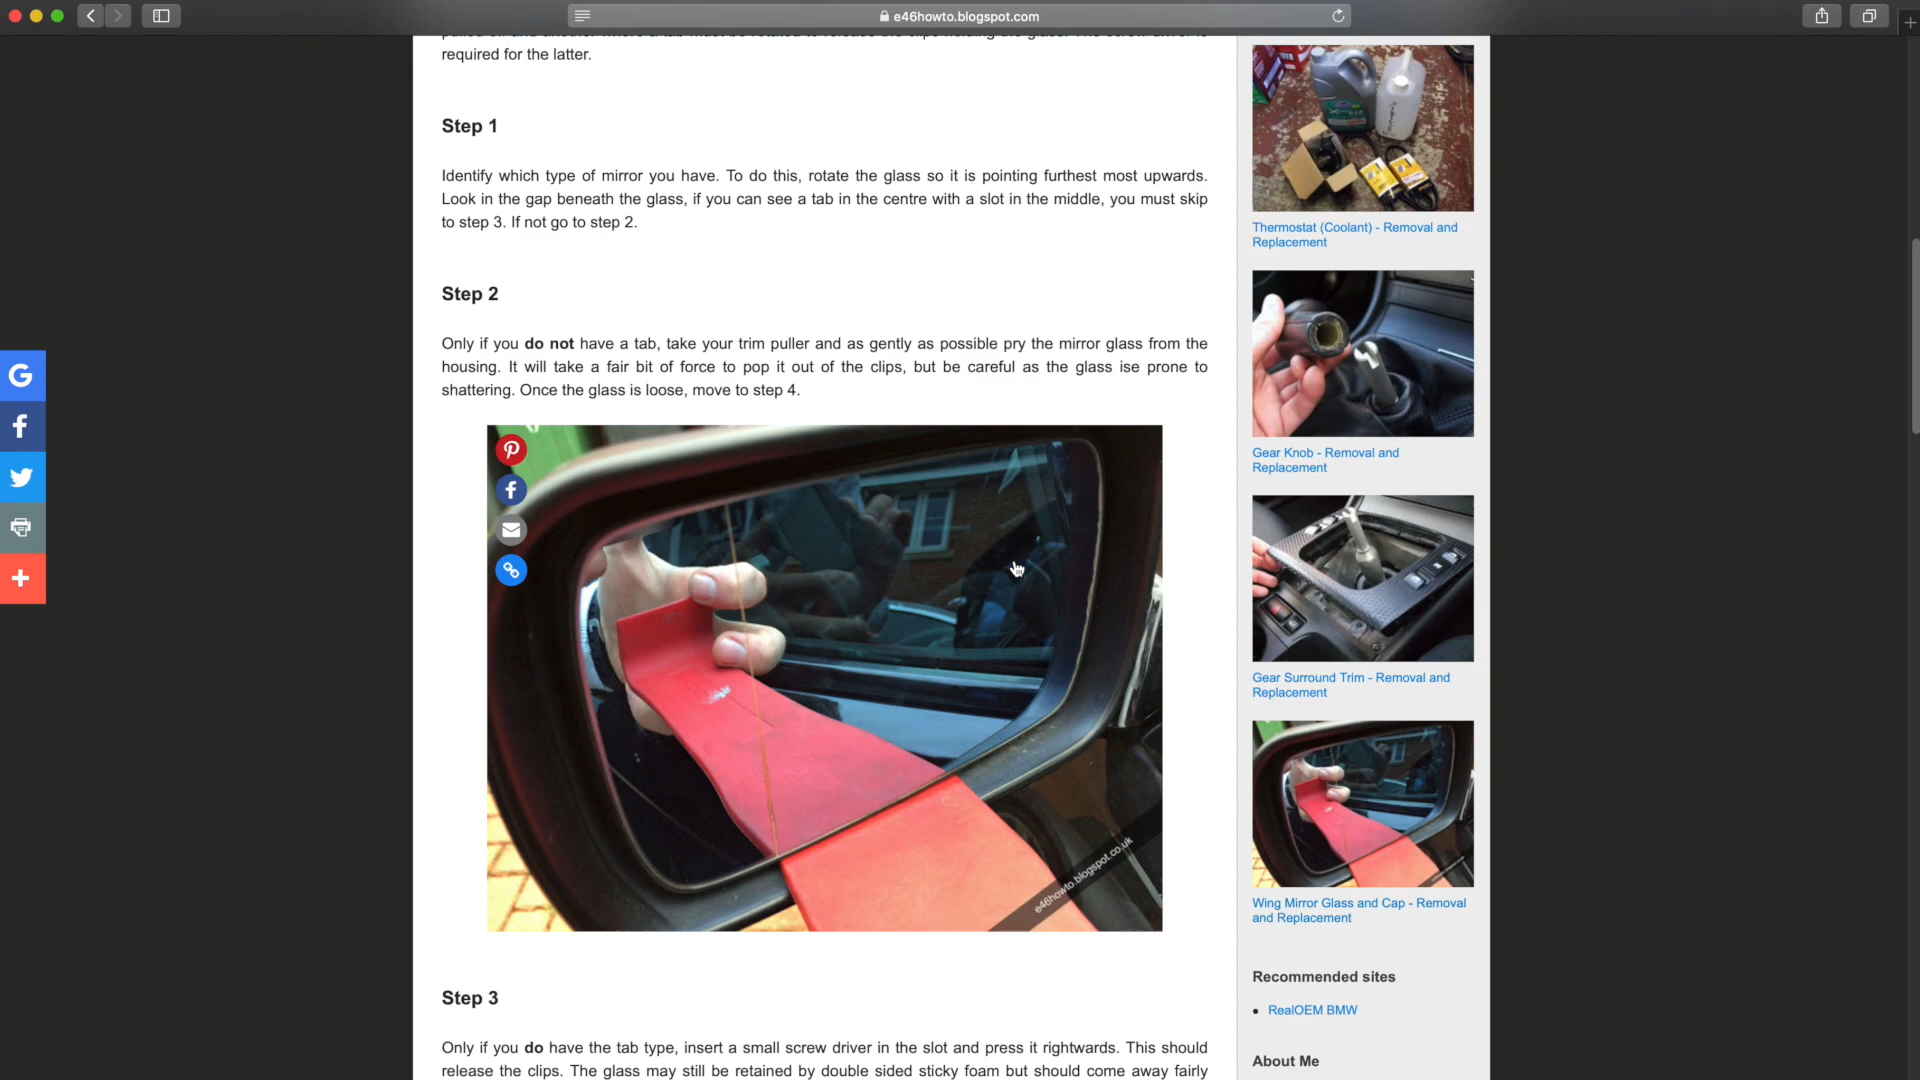 e46howto.blogspot.com
required for the latter.
Step 1
Identify which type of mirror you have. To do this, rotate the glass so it is pointing furthest most upwards.
Look in the gap beneath the glass, if you can see a tab in the centre with a slot in the middle, you must skip
to step 3. If not go to step 2.
Step 2
Only if you do not have a tab, take your trim puller and as gently as possible pry the mirror glass from the
housing. It will take a fair bit of force to pop it out of the clips, but be careful as the glass ise prone to
shattering. Once the glass is loose, move to step 4.
e46howto.blogspot.co.uk
Step 3
Only if you do have the tab type, insert a small screw driver in the slot and press it rightwards. This should
release the clips. The glass may still be retained by double sided sticky foam but should come away fairly
Thermostat (Coolant) - Removal and
Replacement
Gear Knob - Removal and
Replacement
Gear Surround Trim - Removal and
Replacement
Wing Mirror Glass and Cap - Removal
and Replacement
Recommended sites
RealOEM BMW
About Me